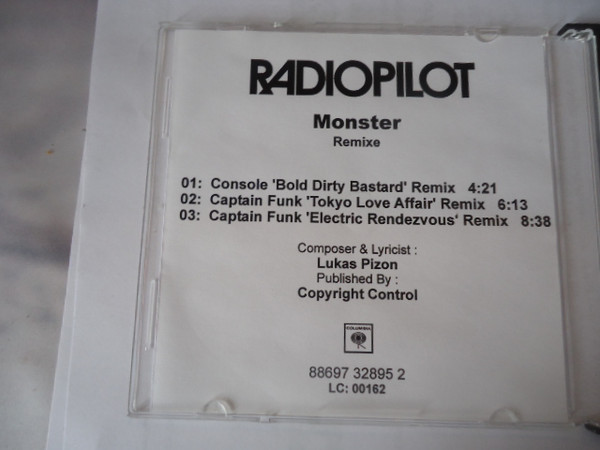 RADIOPILOT
Monster
Remixe
01: Console 'Bold Dirty Bastard' Remix 4:21
02: Captain Funk 'Tokyo Love Affair' Remix 6:13
03: Captain Funk 'Electric Rendezvous‘ Remix 8:38
Composer & Lyricist :
Lukas Pizon
Published By :
Copyright Control
COLUMBIA
88697 32895 2
LC: 00162